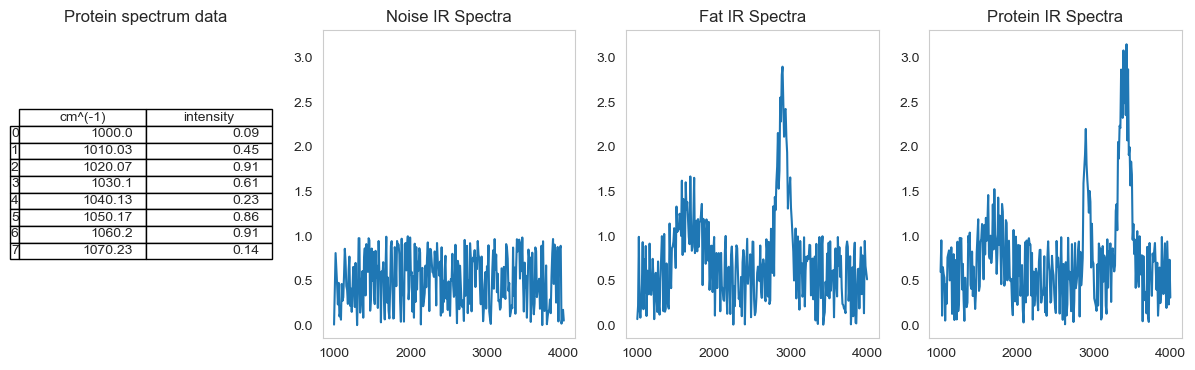 Protein spectrum data
cm^(-1) intensity
0 1000.0 0.09
1 1010.03 0.45
2 1020.07 0.91
3 1030.1 0.61
4 1040.13 0.23
5 1050.17 0.86
6 1060.2 0.91
7 1070.23 0.14
Noise IR Spectra
3.0
2.5
2.0
1.5
1.0
0.5
0.0
1000 2000 3000 4000
Fat IR Spectra
3.0
2.5
2.0
1.5
1.0
0.5
0.0
1000 2000 3000 4000
Protein IR Spectra
3.0
2.5
2.0
1.5
1.0
0.5
0.0
1000 2000 3000 4000